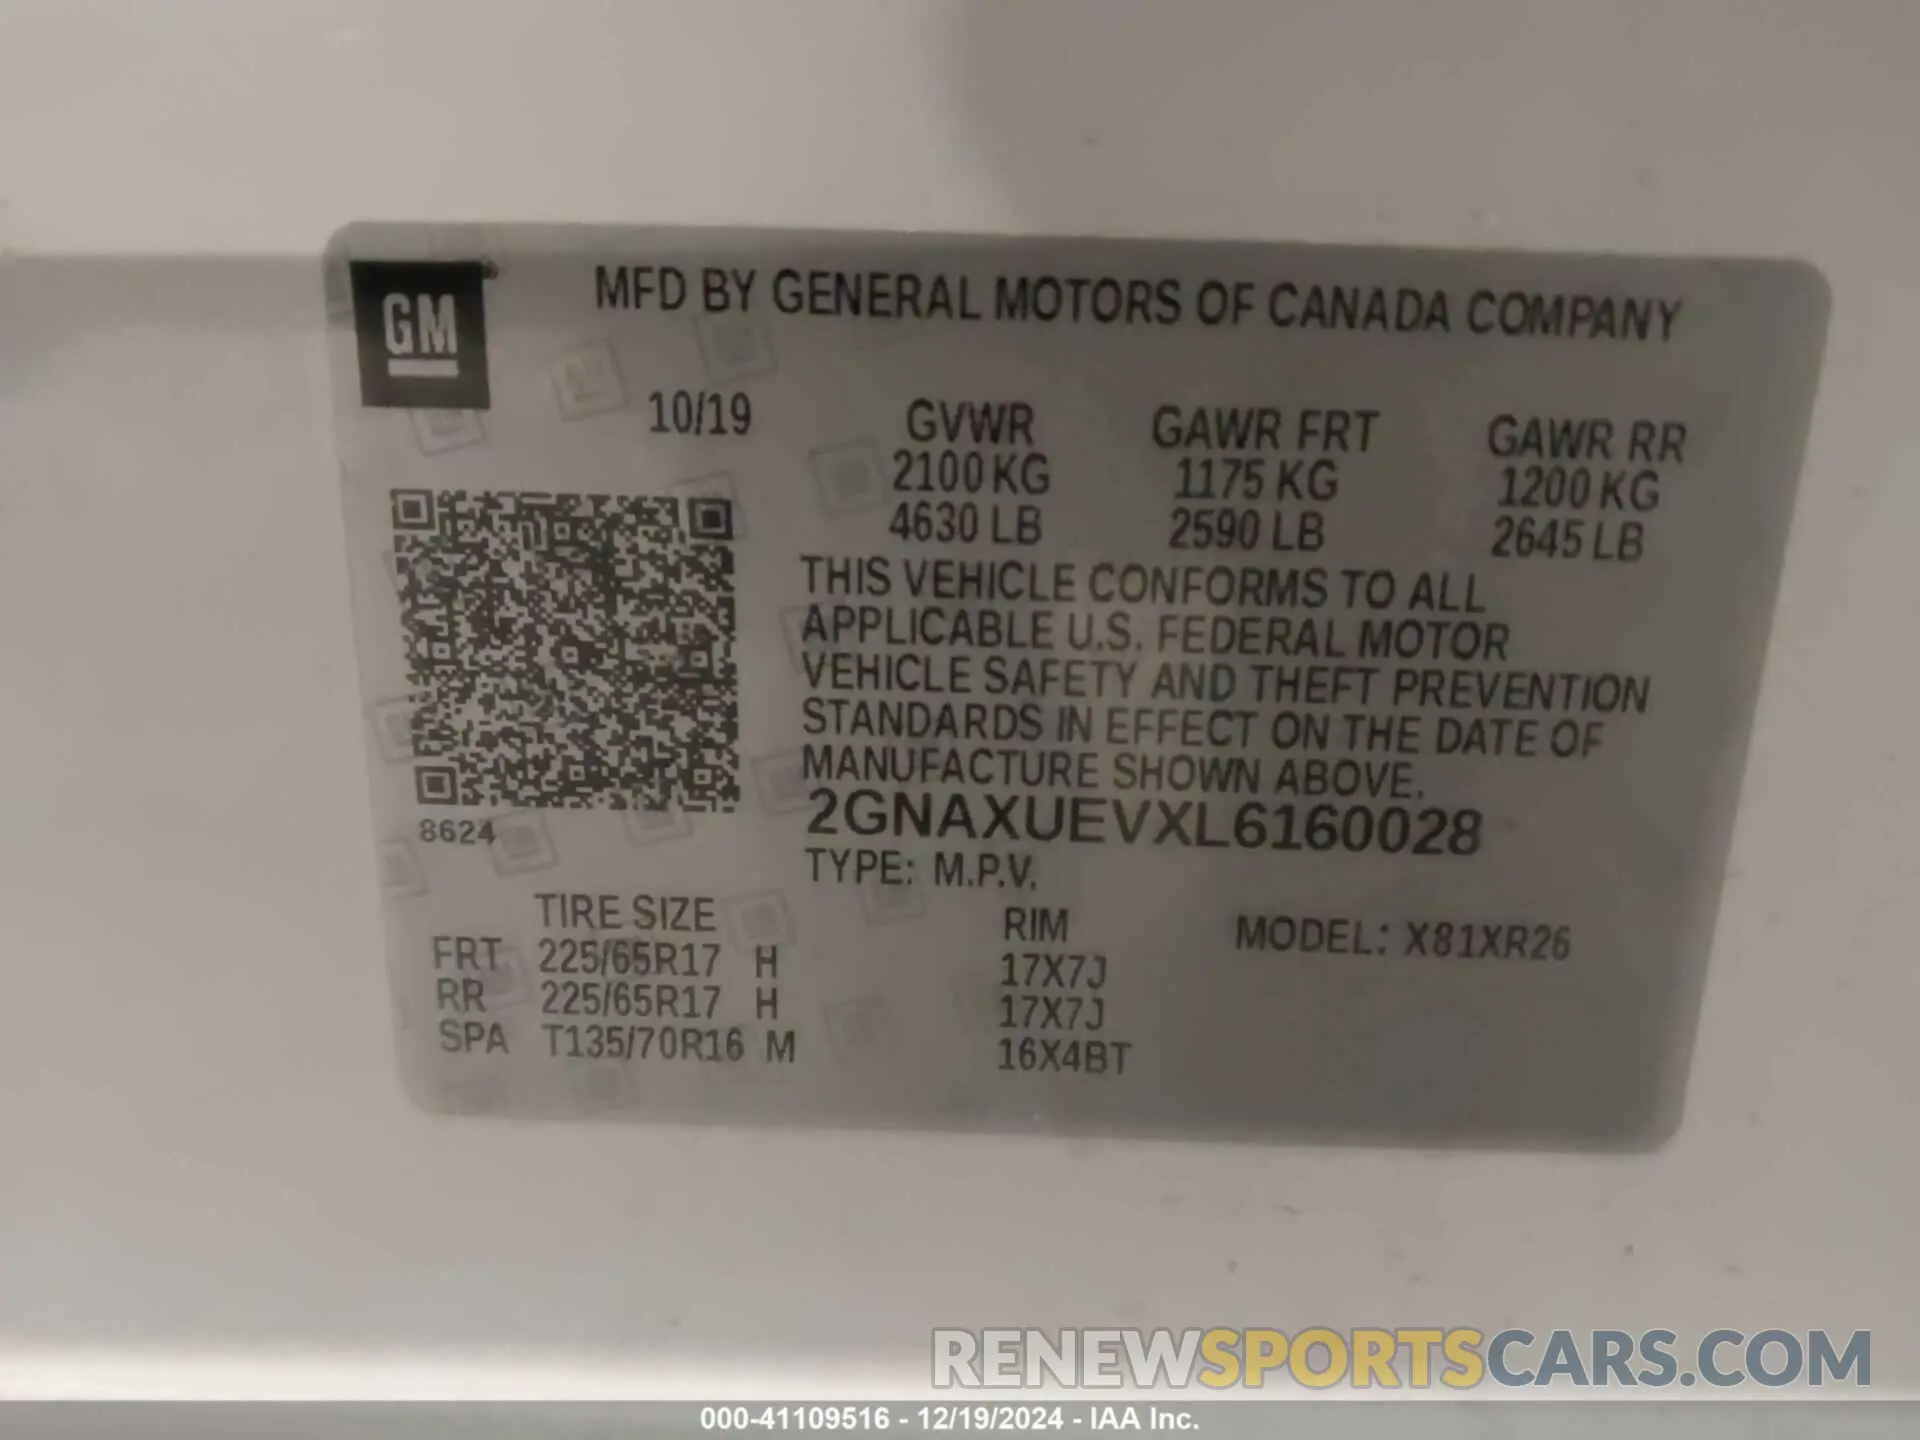 GM
MFD BY GENERAL MOTORS OF CANADA COMPANY
10/19
GVWR GAWR FRT GAWR RR
2100 KG 1175 KG 1200 KG
4630 LB 2590 LB 2645 LB
THIS VEHICLE CONFORMS TO ALL
APPLICABLE U.S. FEDERAL MOTOR
VEHICLE SAFETY AND THEFT PREVENTION
STANDARDS IN EFFECT ON THE DATE OF
MANUFACTURE SHOWN ABOVE.
2GNAXUEVXL6160028
8624
TYPE: M.P.V.
TIRE SIZE RIM MODEL: X81XR26
FRT 225/65R17 H 17X7J
RR 225/65R17 H 17X7J
SPA T135/70R16 M 16X4BT
RENEWSPORTSCARS.COM
000-41109516 - 12/19/2024 - IAA Inc.